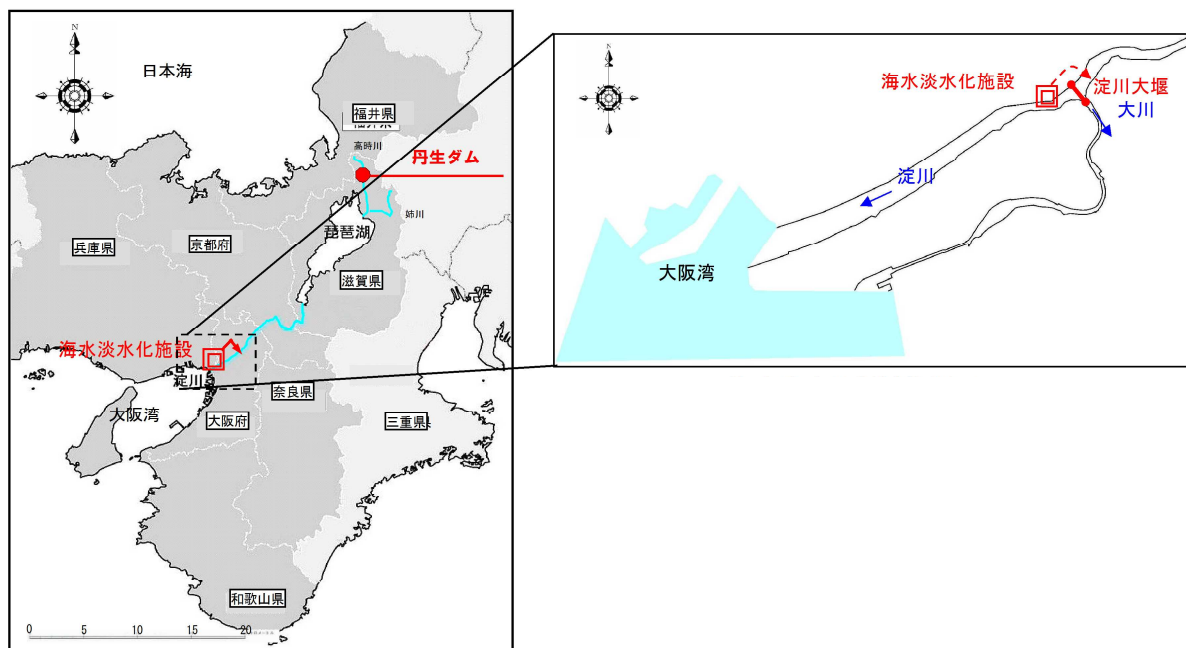 N
日本海
福井県
高時川
丹生ダム
姉川
兵庫県
京都府
琵琶湖
滋賀県
海水淡水化施設
淀川
奈良県
大阪湾
大阪府
三重県
和歌山県
0 5 10 15 20
N
海水淡水化施設
淀川大堰
大川
淀川
大阪湾